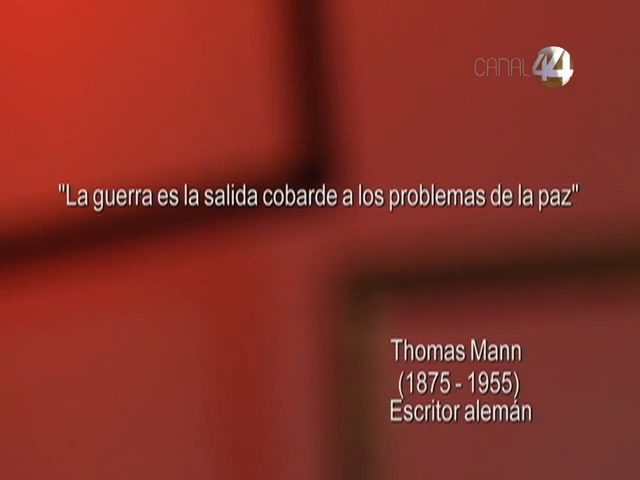 CANAL 44
"La guerra es la salida cobarde a los problemas de la paz"
Thomas Mann
(1875 - 1955)
Escritor alemán